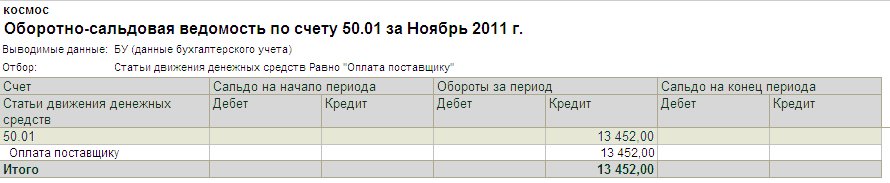 космос
Оборотно-сальдовая ведомость по счету 50.01 за Ноябрь 2011 г.
Выводимые данные: БУ (данные бухгалтерского учета)
Отбор: Статьи движения денежных средств Равно "Оплата поставщику"
Счет Сальдо на начало периода Обороты за период Сальдо на конец периода
Статьи движения денежных средств Дебет Кредит Дебет Кредит Дебет Кредит
50.01 13 452,00
Оплата поставщику 13 452,00
Итого 13 452,00